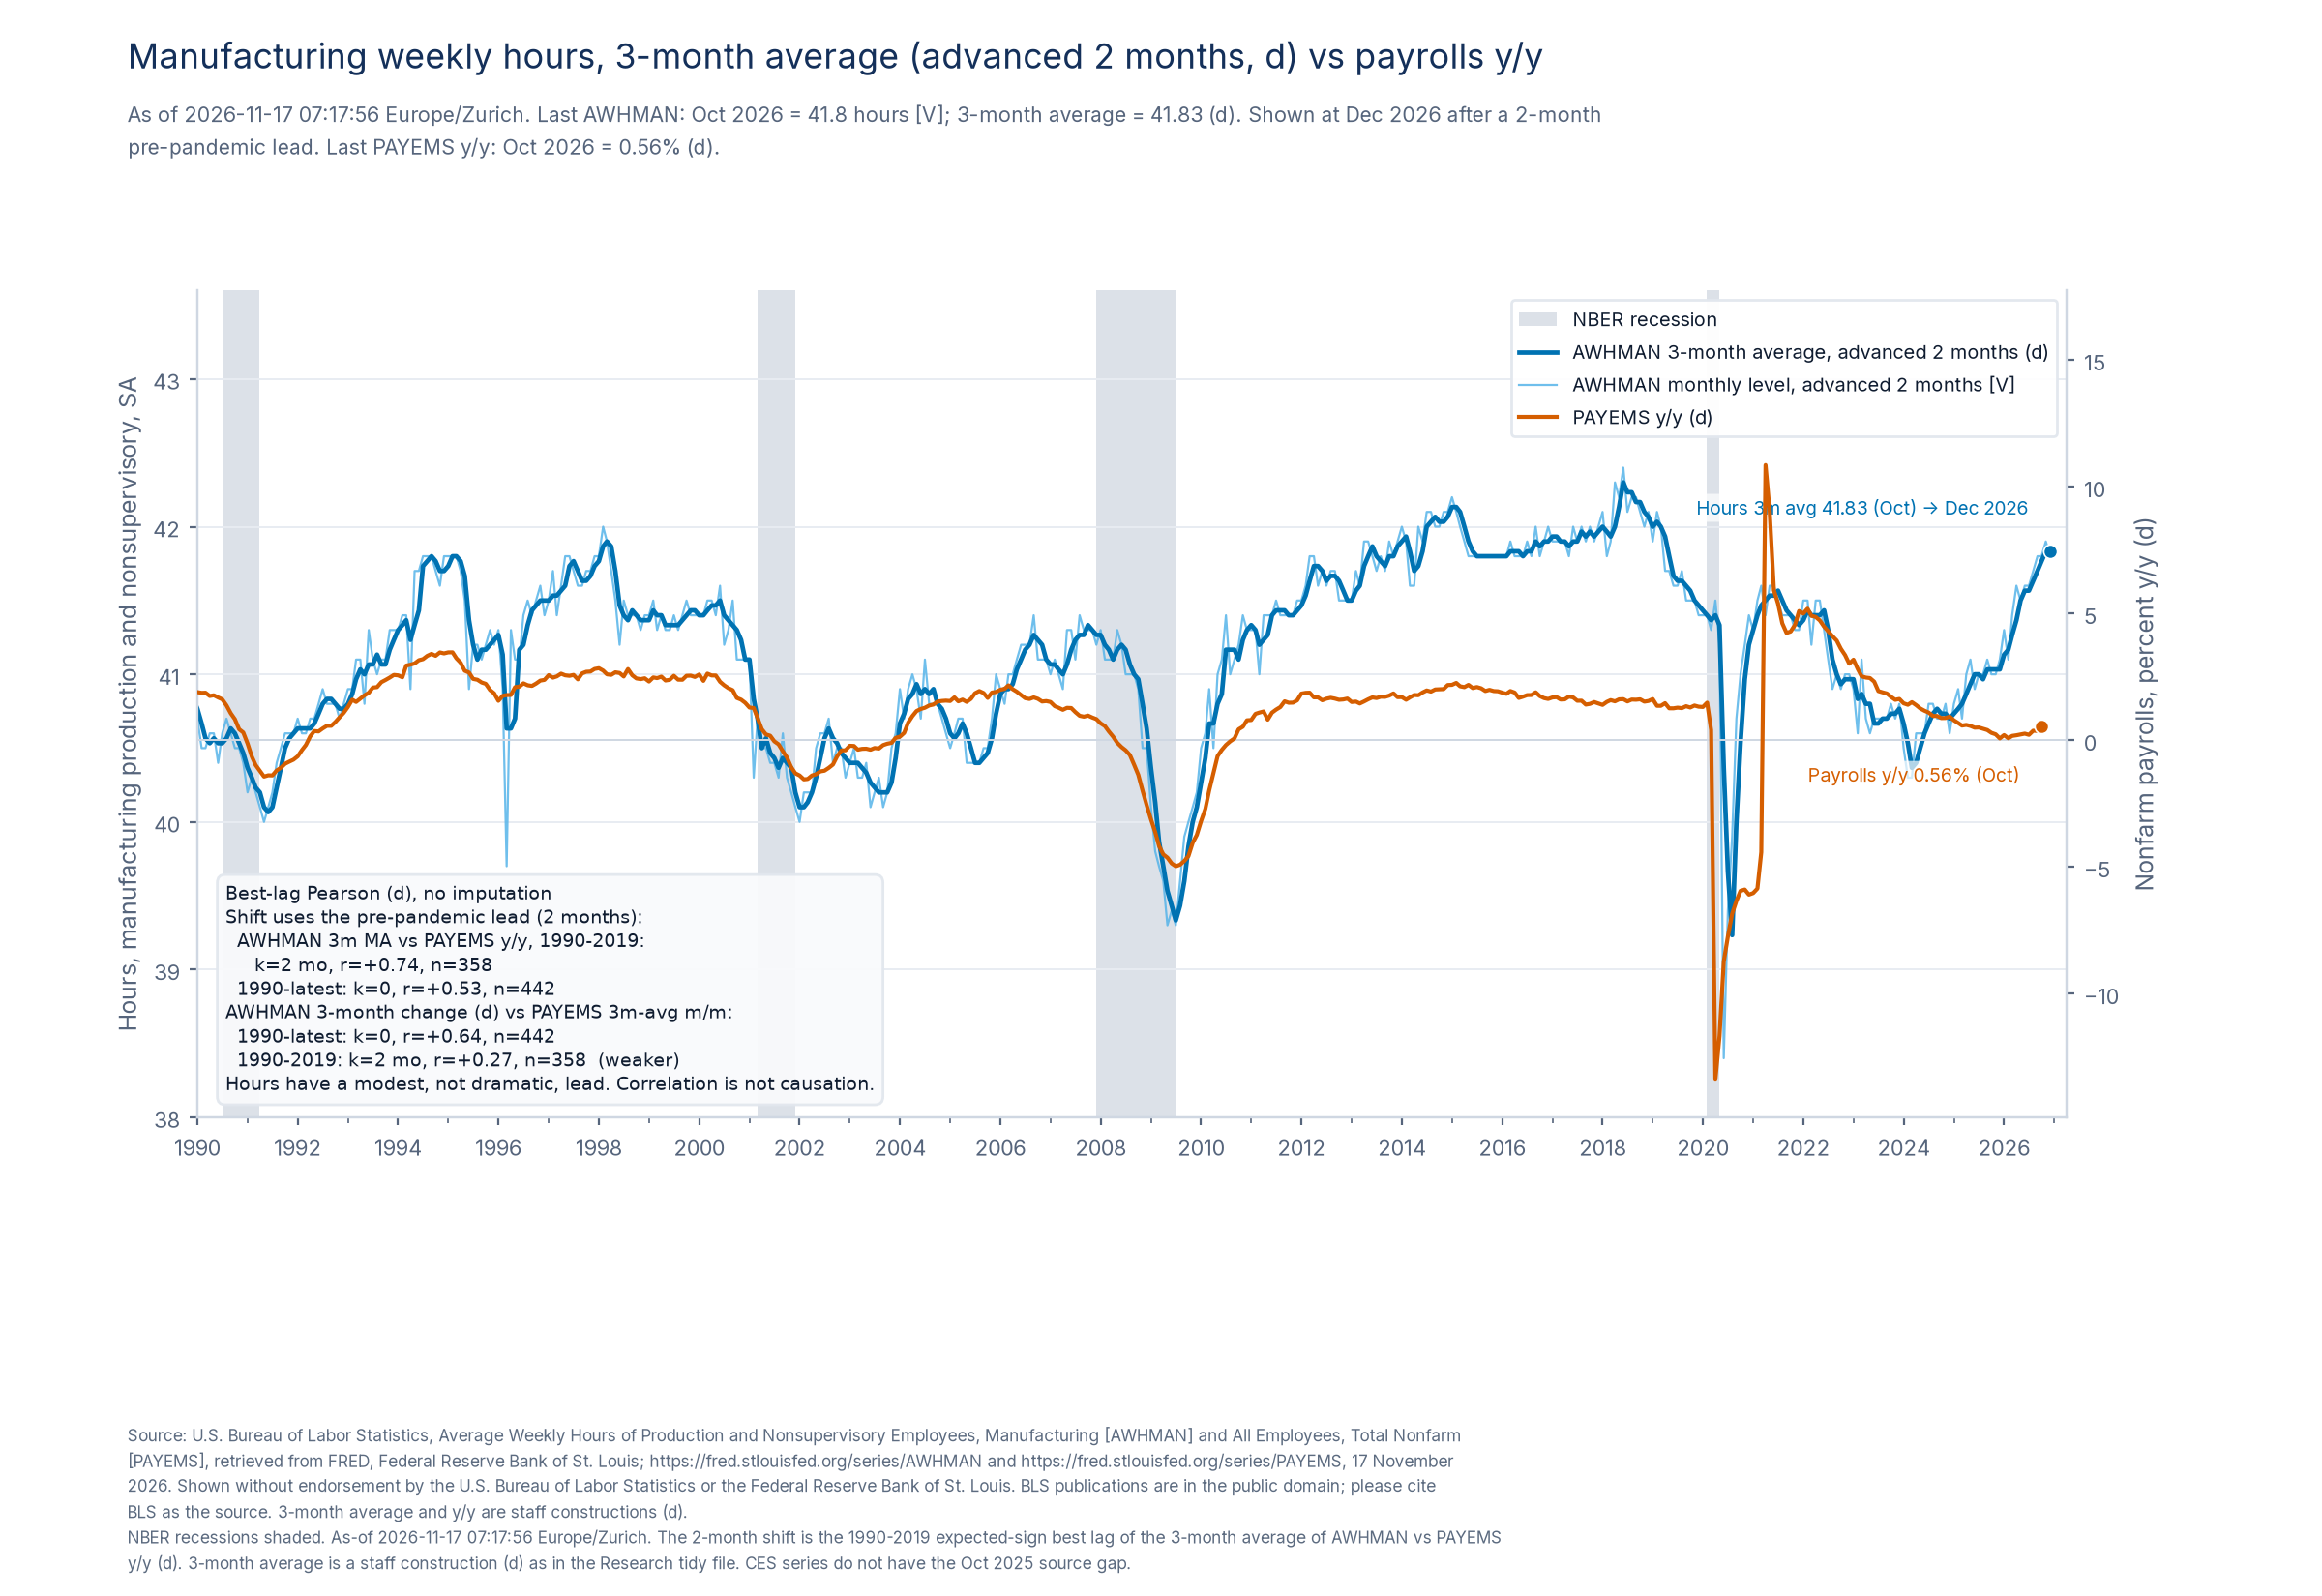 Manufacturing weekly hours, 3-month average (advanced 2 months, d) vs payrolls y/y
As of 2026-11-17 07:17:56 Europe/Zurich. Last AWHMAN: Oct 2026 = 41.8 hours [V]; 3-month average = 41.83 (d). Shown at Dec 2026 after a 2-month
pre-pandemic lead. Last PAYEMS y/y: Oct 2026 = 0.56% (d).
NBER recession
AWHMAN 3-month average, advanced 2 months (d)
AWHMAN monthly level, advanced 2 months [V]
PAYEMS y/y (d)
Hours, manufacturing production and nonsupervisory, SA
43
42
41
40
39
38
15
10
5
0
−5
−10
Nonfarm payrolls, percent y/y (d)
Hours 3m avg 41.83 (Oct) → Dec 2026
Payrolls y/y 0.56% (Oct)
Best-lag Pearson (d), no imputation
Shift uses the pre-pandemic lead (2 months):
AWHMAN 3m MA vs PAYEMS y/y, 1990-2019:
k=2 mo, r=+0.74, n=358
1990-latest: k=0, r=+0.53, n=442
AWHMAN 3-month change (d) vs PAYEMS 3m-avg m/m:
1990-latest: k=0, r=+0.64, n=442
1990-2019: k=2 mo, r=+0.27, n=358 (weaker)
Hours have a modest, not dramatic, lead. Correlation is not causation.
1990 1992 1994 1996 1998 2000 2002 2004 2006 2008 2010 2012 2014 2016 2018 2020 2022 2024 2026
Source: U.S. Bureau of Labor Statistics, Average Weekly Hours of Production and Nonsupervisory Employees, Manufacturing [AWHMAN] and All Employees, Total Nonfarm
[PAYEMS], retrieved from FRED, Federal Reserve Bank of St. Louis; https://fred.stlouisfed.org/series/AWHMAN and https://fred.stlouisfed.org/series/PAYEMS, 17 November
2026. Shown without endorsement by the U.S. Bureau of Labor Statistics or the Federal Reserve Bank of St. Louis. BLS publications are in the public domain; please cite
BLS as the source. 3-month average and y/y are staff constructions (d).
NBER recessions shaded. As-of 2026-11-17 07:17:56 Europe/Zurich. The 2-month shift is the 1990-2019 expected-sign best lag of the 3-month average of AWHMAN vs PAYEMS
y/y (d). 3-month average is a staff construction (d) as in the Research tidy file. CES series do not have the Oct 2025 source gap.